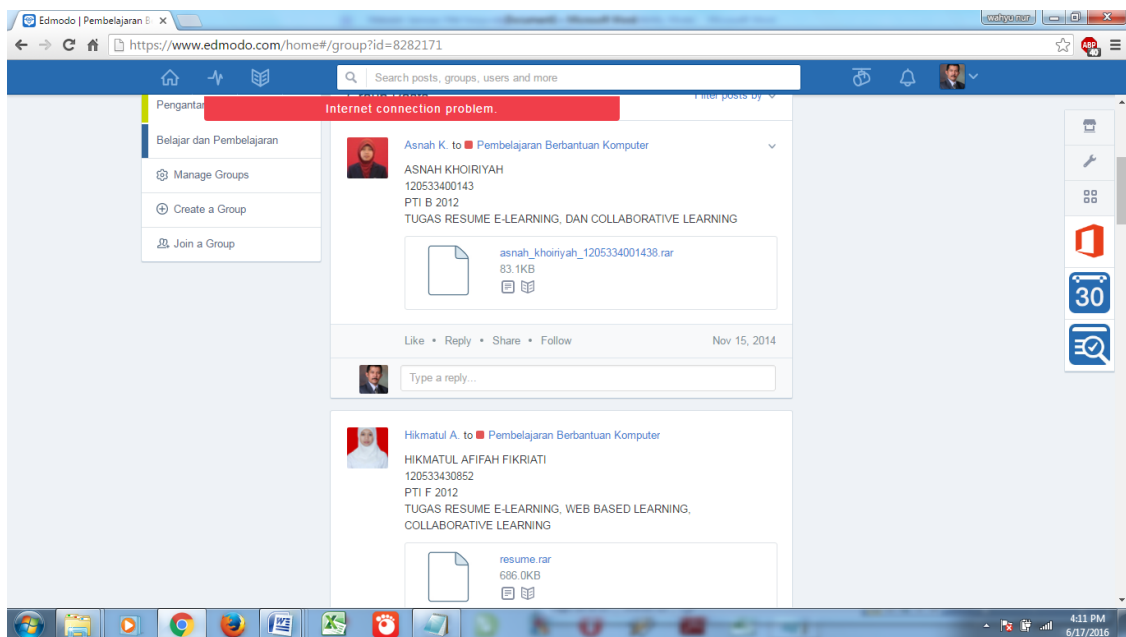 Edmodo | Pembelajaran B
wahyu nur
https://www.edmodo.com/home#/group?id=8282171
ABP
40
Search posts, groups, users and more
Pengantar
Internet connection problem.
Filter posts by
Belajar dan Pembelajaran
Manage Groups
Create a Group
Join a Group
Asnah K. to Pembelajaran Berbantuan Komputer
ASNAH KHOIRIYAH
120533400143
PTI B 2012
TUGAS RESUME E-LEARNING, DAN COLLABORATIVE LEARNING
asnah_khoiriyah_1205334001438.rar
83.1KB
Like • Reply • Share • Follow
Nov 15, 2014
Type a reply...
Hikmatul A. to Pembelajaran Berbantuan Komputer
HIKMATUL AFIFAH FIKRIATI
120533430852
PTI F 2012
TUGAS RESUME E-LEARNING, WEB BASED LEARNING,
COLLABORATIVE LEARNING
resume.rar
686.0KB
30
4:11 PM
6/17/2016